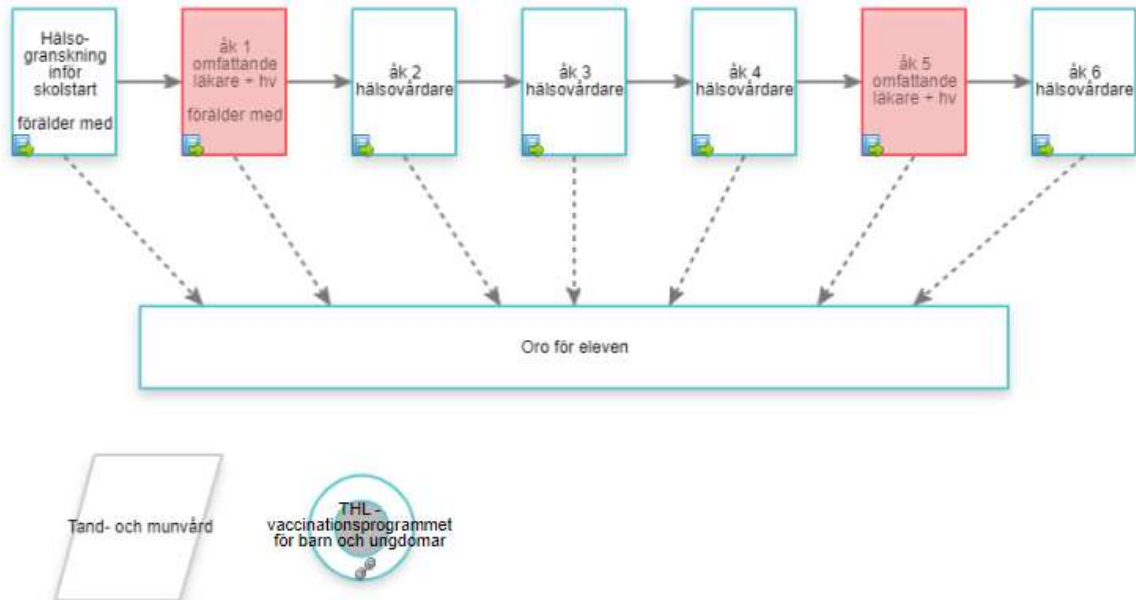 Hälso-
granskning
inför
skolstart
förälder med
åk 1
omfattande
läkare + hv
förälder med
åk 2
hälsovårdare
åk 3
hälsovårdare
åk 4
hälsovårdare
åk 5
omfattande
läkare + hv
åk 6
hälsovårdare
Oro för eleven
Tand- och munvård
THL -
vaccinationsprogrammet
för barn och ungdomar